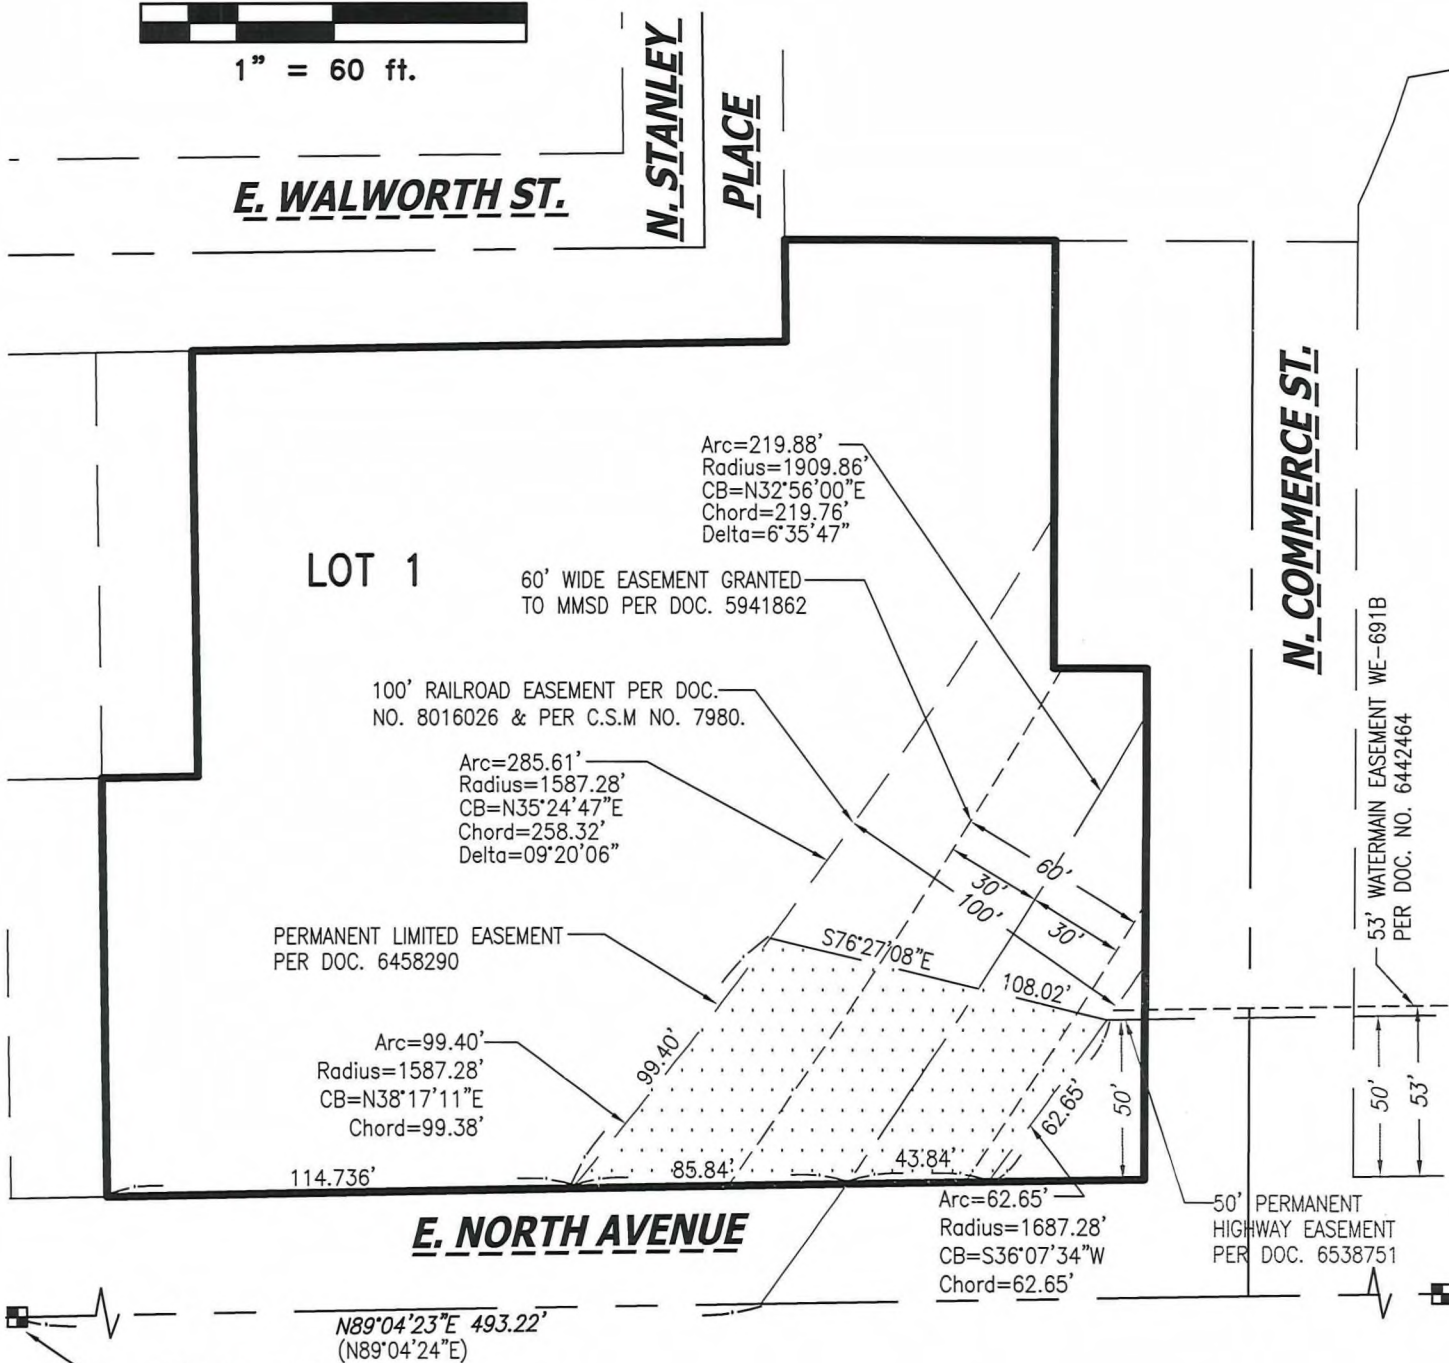 1” = 60 ft.
N. STANLEY
PLACE
E. WALWORTH ST.
N. COMMERCE ST.
Arc=219.88'
Radius=1909.86'
CB=N32°56'00”E
Chord=219.76'
Delta=6°35'47”
LOT 1
60' WIDE EASEMENT GRANTED
TO MMSD PER DOC. 5941862
100' RAILROAD EASEMENT PER DOC.
NO. 8016026 & PER C.S.M NO. 7980.
53' WATERMAIN EASEMENT WE-691B
PER DOC. NO. 6442464
Arc=285.61'
Radius=1587.28'
CB=N35°24'47”E
Chord=258.32'
Delta=09°20'06”
60'
30'
100'
30'
PERMANENT LIMITED EASEMENT
PER DOC. 6458290
S76°27'08”E
108.02'
Arc=99.40'
Radius=1587.28'
CB=N38°17'11”E
Chord=99.38'
99.40'
62.65'
50'
50'
53'
114.736'
85.84'
43.84'
Arc=62.65'
Radius=1687.28'
CB=S36°07'34”W
Chord=62.65'
50' PERMANENT
HIGHWAY EASEMENT
PER DOC. 6538751
E. NORTH AVENUE
N89°04'23”E 493.22'
(N89°04'24”E)